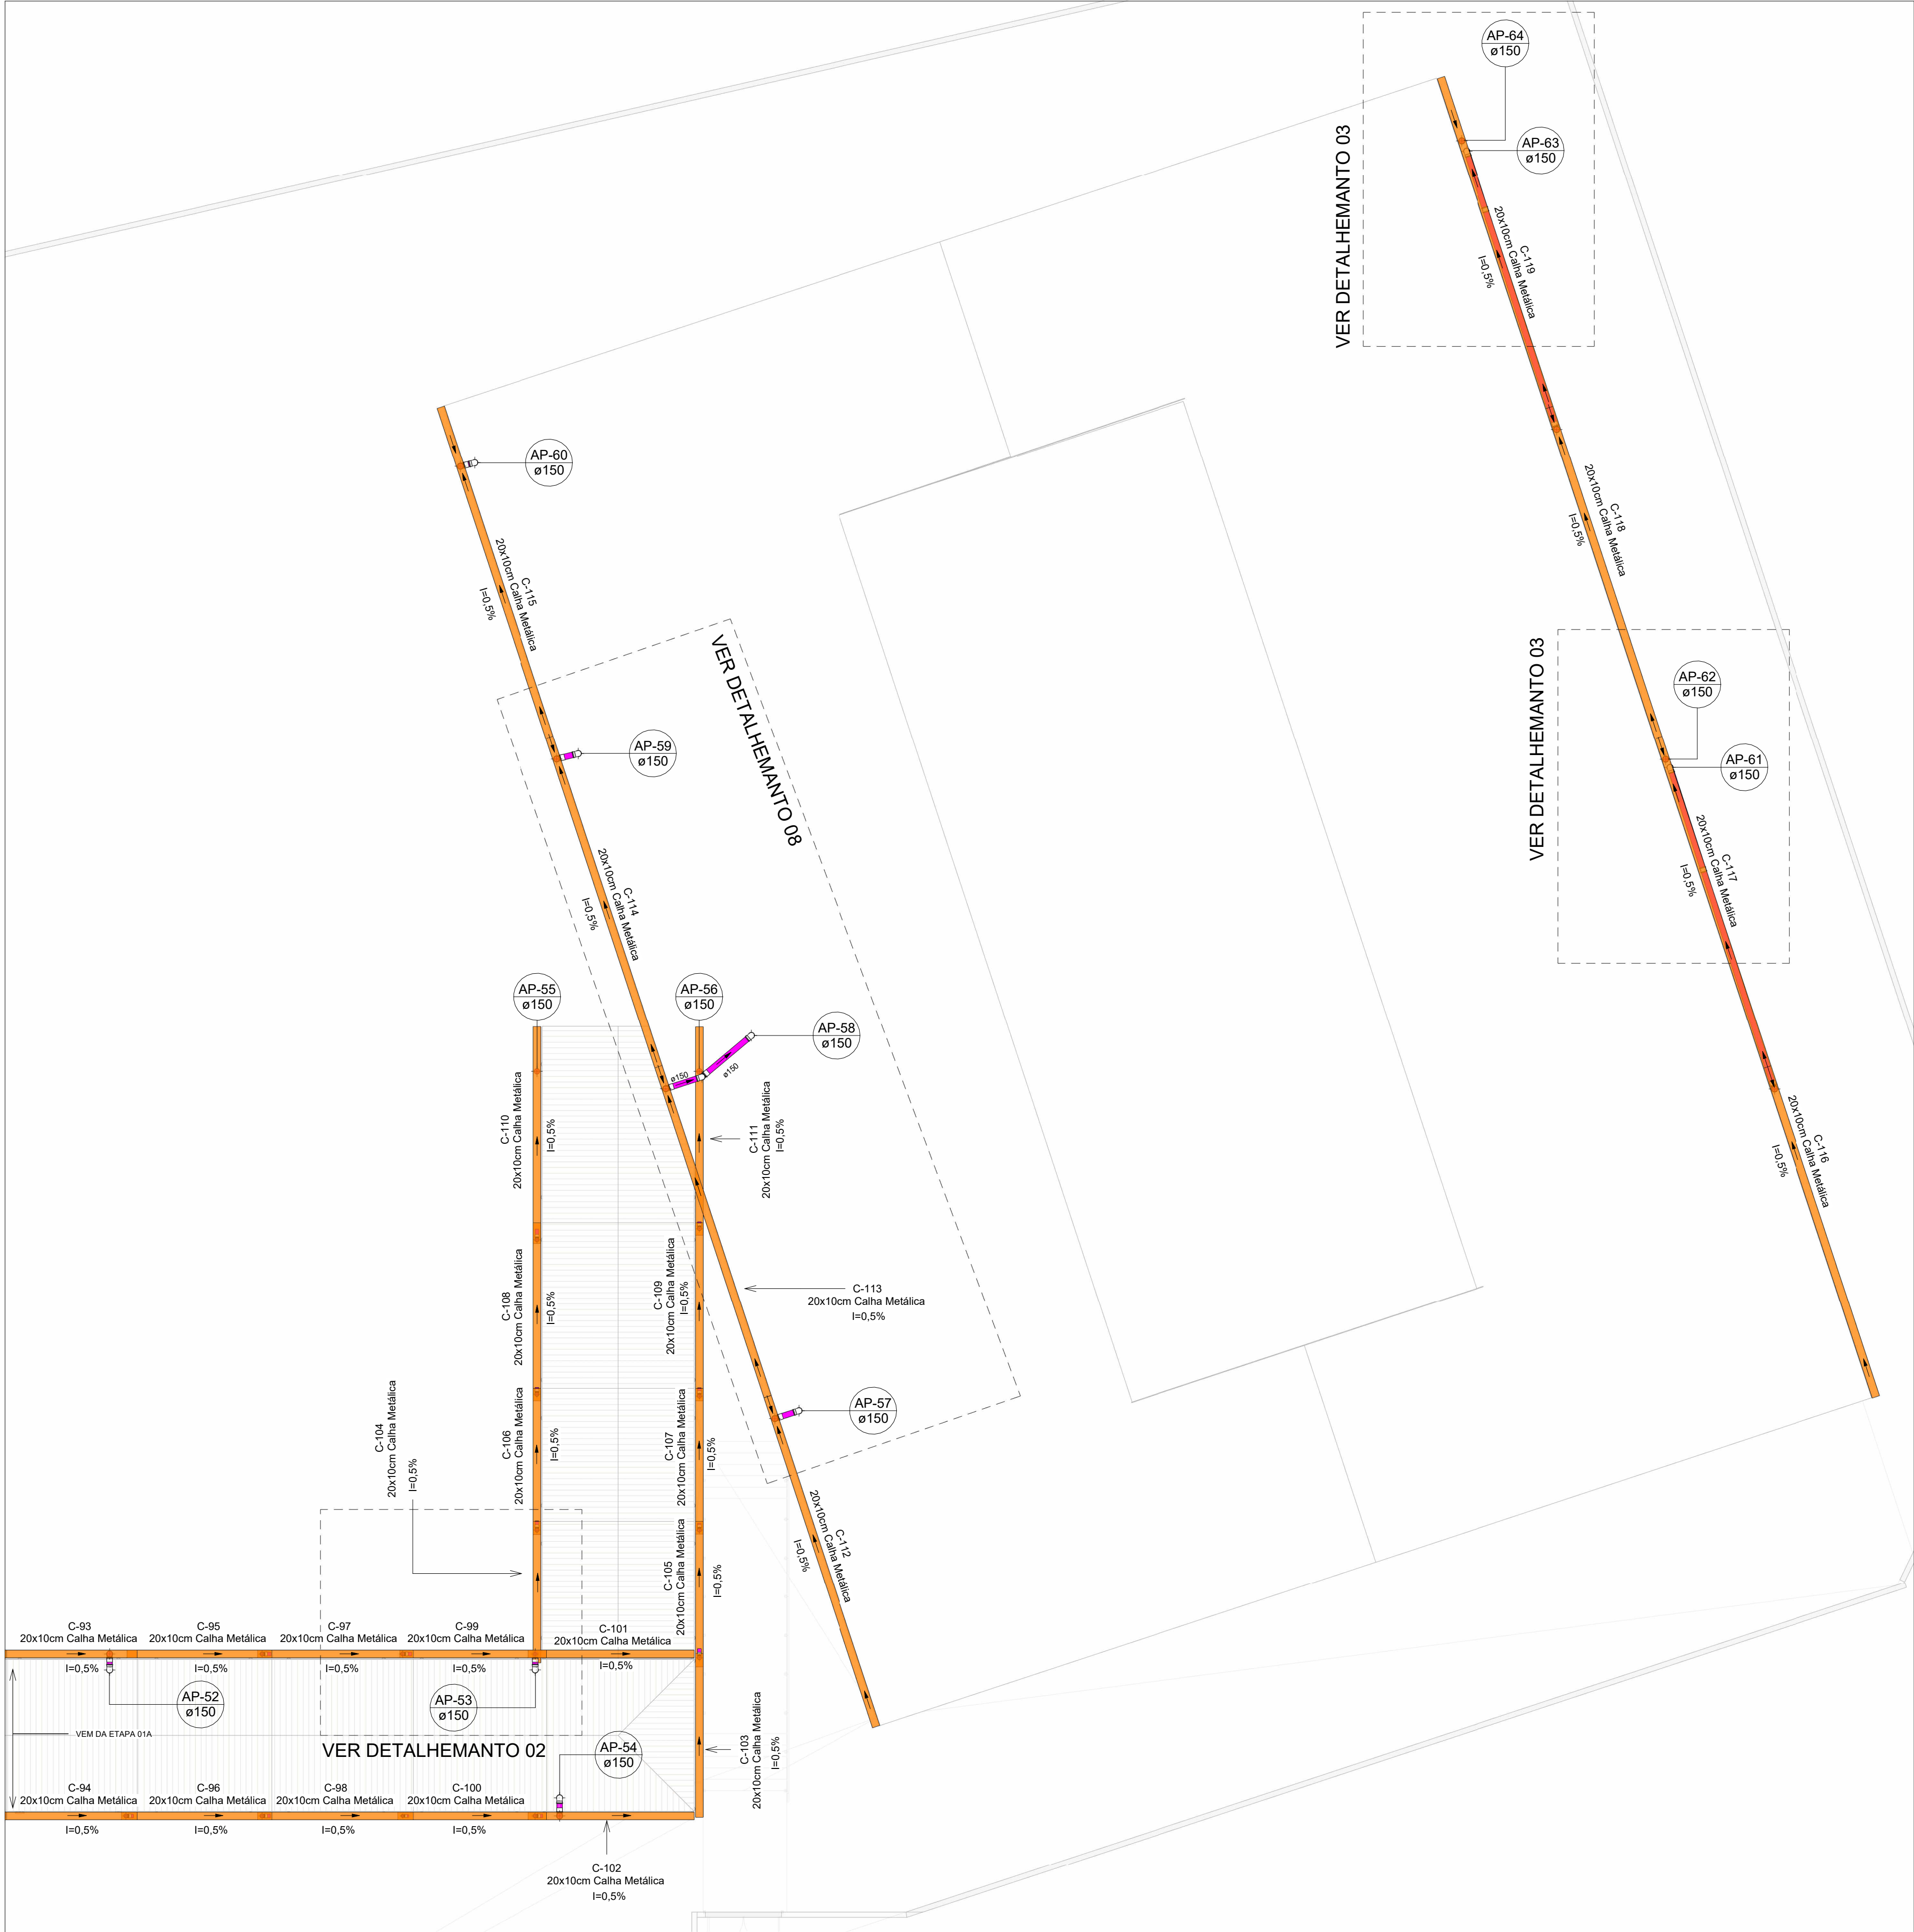 AP-64
ø150
AP-63
ø150
VER DETALHEMANTO 03
C-119
20x10cm Calha Metálica
I=0,5%
AP-60
ø150
C-118
20x10cm Calha Metálica
I=0,5%
C-115
20x10cm Calha Metálica
I=0,5%
VER DETALHEMANTO 08
VER DETALHEMANTO 03
AP-62
ø150
AP-59
ø150
AP-61
ø150
C-117
20x10cm Calha Metálica
I=0,5%
C-114
20x10cm Calha Metálica
I=0,5%
AP-55
ø150
AP-56
ø150
AP-58
ø150
ø150
ø150
C-110
20x10cm Calha Metálica
I=0,5%
C-111
20x10cm Calha Metálica
I=0,5%
C-116
20x10cm Calha Metálica
I=0,5%
C-108
20x10cm Calha Metálica
I=0,5%
C-109
20x10cm Calha Metálica
I=0,5%
C-113
20x10cm Calha Metálica
I=0,5%
C-104
20x10cm Calha Metálica
I=0,5%
C-106
20x10cm Calha Metálica
I=0,5%
C-107
20x10cm Calha Metálica
I=0,5%
AP-57
ø150
C-105
20x10cm Calha Metálica
I=0,5%
C-112
20x10cm Calha Metálica
I=0,5%
C-93
20x10cm Calha Metálica
I=0,5%
C-95
20x10cm Calha Metálica
I=0,5%
C-97
20x10cm Calha Metálica
I=0,5%
C-99
20x10cm Calha Metálica
I=0,5%
C-101
20x10cm Calha Metálica
I=0,5%
AP-52
ø150
AP-53
ø150
VEM DA ETAPA 01A
VER DETALHEMANTO 02
AP-54
ø150
C-103
20x10cm Calha Metálica
I=0,5%
C-94
20x10cm Calha Metálica
I=0,5%
C-96
20x10cm Calha Metálica
I=0,5%
C-98
20x10cm Calha Metálica
I=0,5%
C-100
20x10cm Calha Metálica
I=0,5%
C-102
20x10cm Calha Metálica
I=0,5%